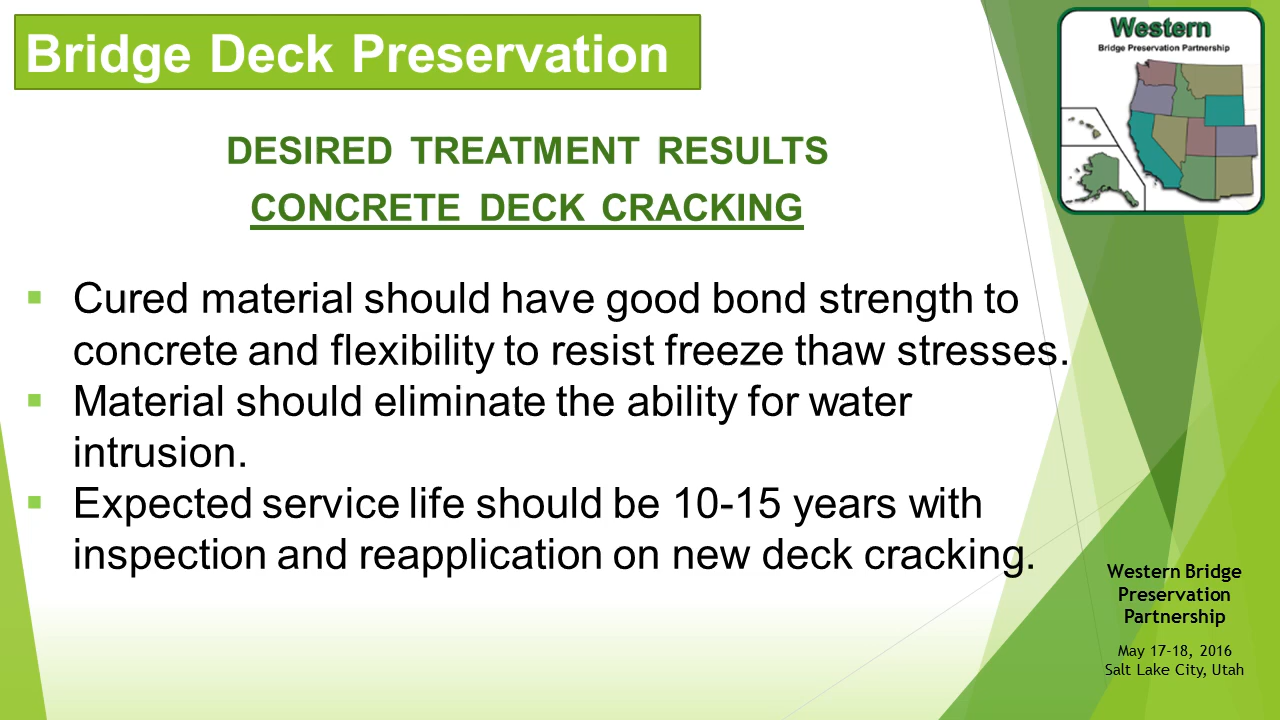 Bridge Deck Preservation
Western
Bridge Preservation Partnership
DESIRED TREATMENT RESULTS
CONCRETE DECK CRACKING
▪ Cured material should have good bond strength to
concrete and flexibility to resist freeze thaw stresses.
▪ Material should eliminate the ability for water
intrusion.
▪ Expected service life should be 10-15 years with
inspection and reapplication on new deck cracking.
Western Bridge
Preservation
Partnership
May 17-18, 2016
Salt Lake City, Utah